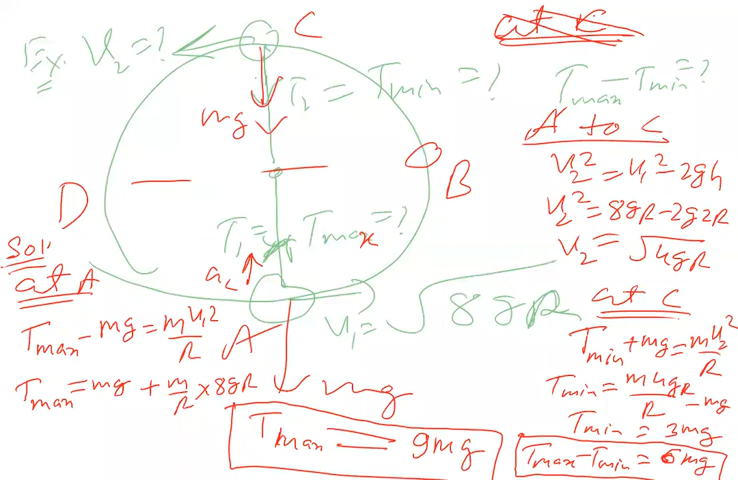 at C
C
Ex. V₂ = ?
T₂ = Tmin = ?
Tmax - Tmin = ?
mg
A to C
V₂² = u₁² - 2gh
V₂² = 8gR - 2g2R
V₂ = √4gR
B
D
T₁ = Tmax = ?
Sol
at A
ac
V₁ = √8gR
at C
Tmax - mg = mu₁²/R
A
Tmin + mg = mV₂²/R
Tmax = mg + m/R × 8gR
mg
Tmin = m4gR/R - mg
Tmin = 3mg
Tmax = 9mg
Tmax - Tmin = 6mg